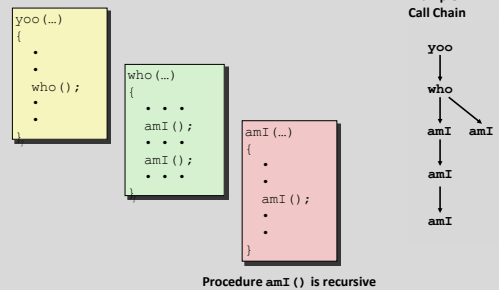 yoo(…)
{
•
•
who();
•
•
}
who(…)
{
• • •
amI();
• • •
amI();
• • •
}
amI(…)
{
•
•
amI();
•
•
}
Call Chain
yoo
who
amI amI
amI
amI
Procedure amI() is recursive